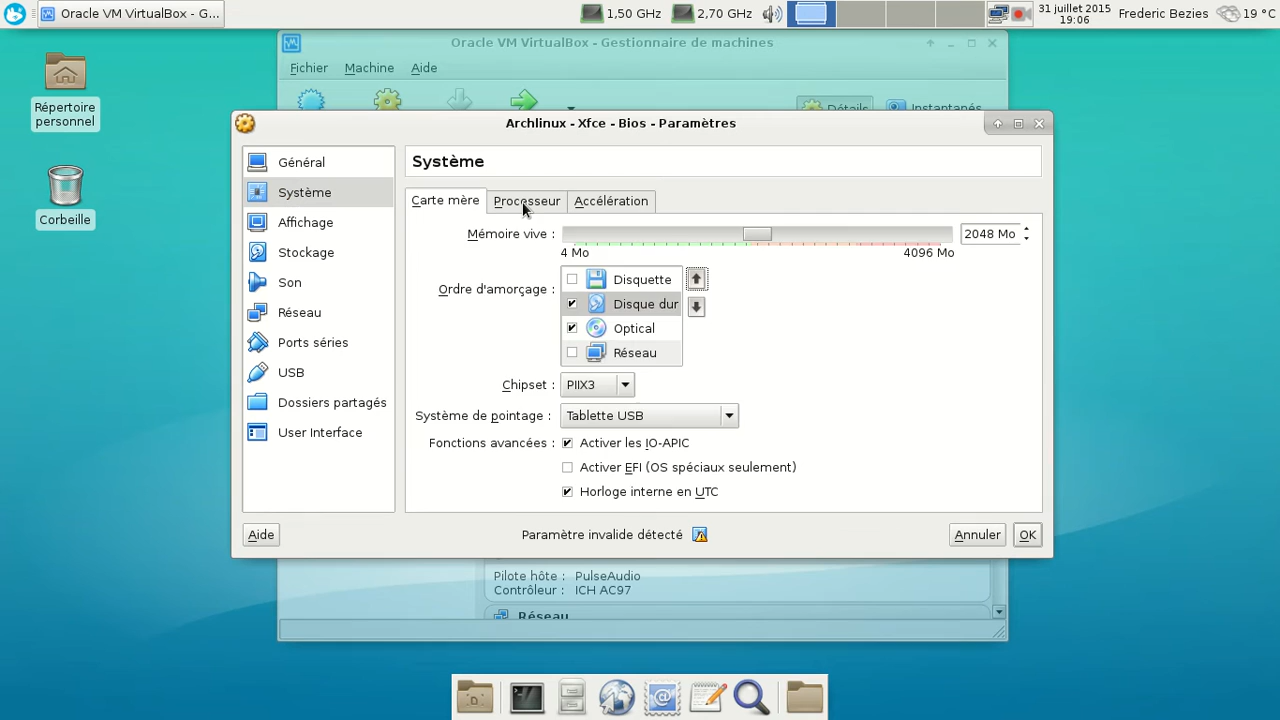 Oracle VM VirtualBox - G...
1,50 GHz
2,70 GHz
31 juillet 2015
19:06
Frederic Bezies
19 °C
Répertoire
personnel
Corbeille
Oracle VM VirtualBox - Gestionnaire de machines
Fichier
Machine
Aide
Détails
Instantanés
Archlinux - Xfce - Bios - Paramètres
Général
Système
Affichage
Stockage
Son
Réseau
Ports séries
USB
Dossiers partagés
User Interface
Système
Carte mère
Processeur
Accélération
Mémoire vive :
2048 Mo
4 Mo
4096 Mo
Ordre d'amorçage :
Disquette
Disque dur
Optical
Réseau
Chipset :
PIIX3
Système de pointage :
Tablette USB
Fonctions avancées :
Activer les IO-APIC
Activer EFI (OS spéciaux seulement)
Horloge interne en UTC
Aide
Paramètre invalide détecté
Annuler
OK
Pilote hôte : PulseAudio
Contrôleur : ICH AC97
Réseau